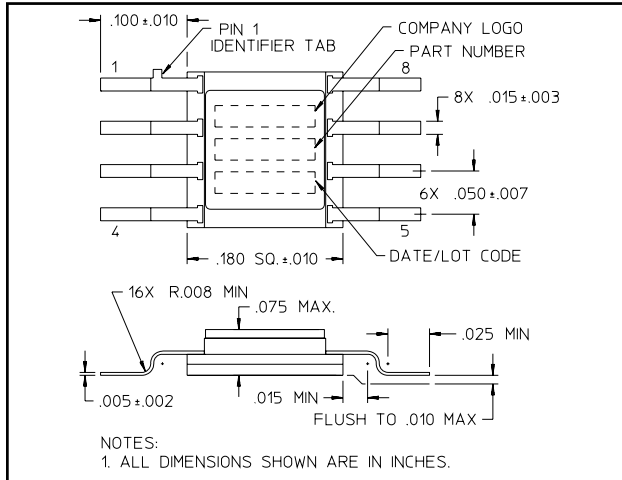 .100±.010
PIN 1
IDENTIFIER TAB
COMPANY LOGO
PART NUMBER
1
8
8X .015±.003
6X .050±.007
4
5
.180 SQ.±.010
DATE/LOT CODE
16X R.008 MIN
.075 MAX.
.025 MIN
.005±.002
.015 MIN
FLUSH TO .010 MAX
NOTES:
1. ALL DIMENSIONS SHOWN ARE IN INCHES.